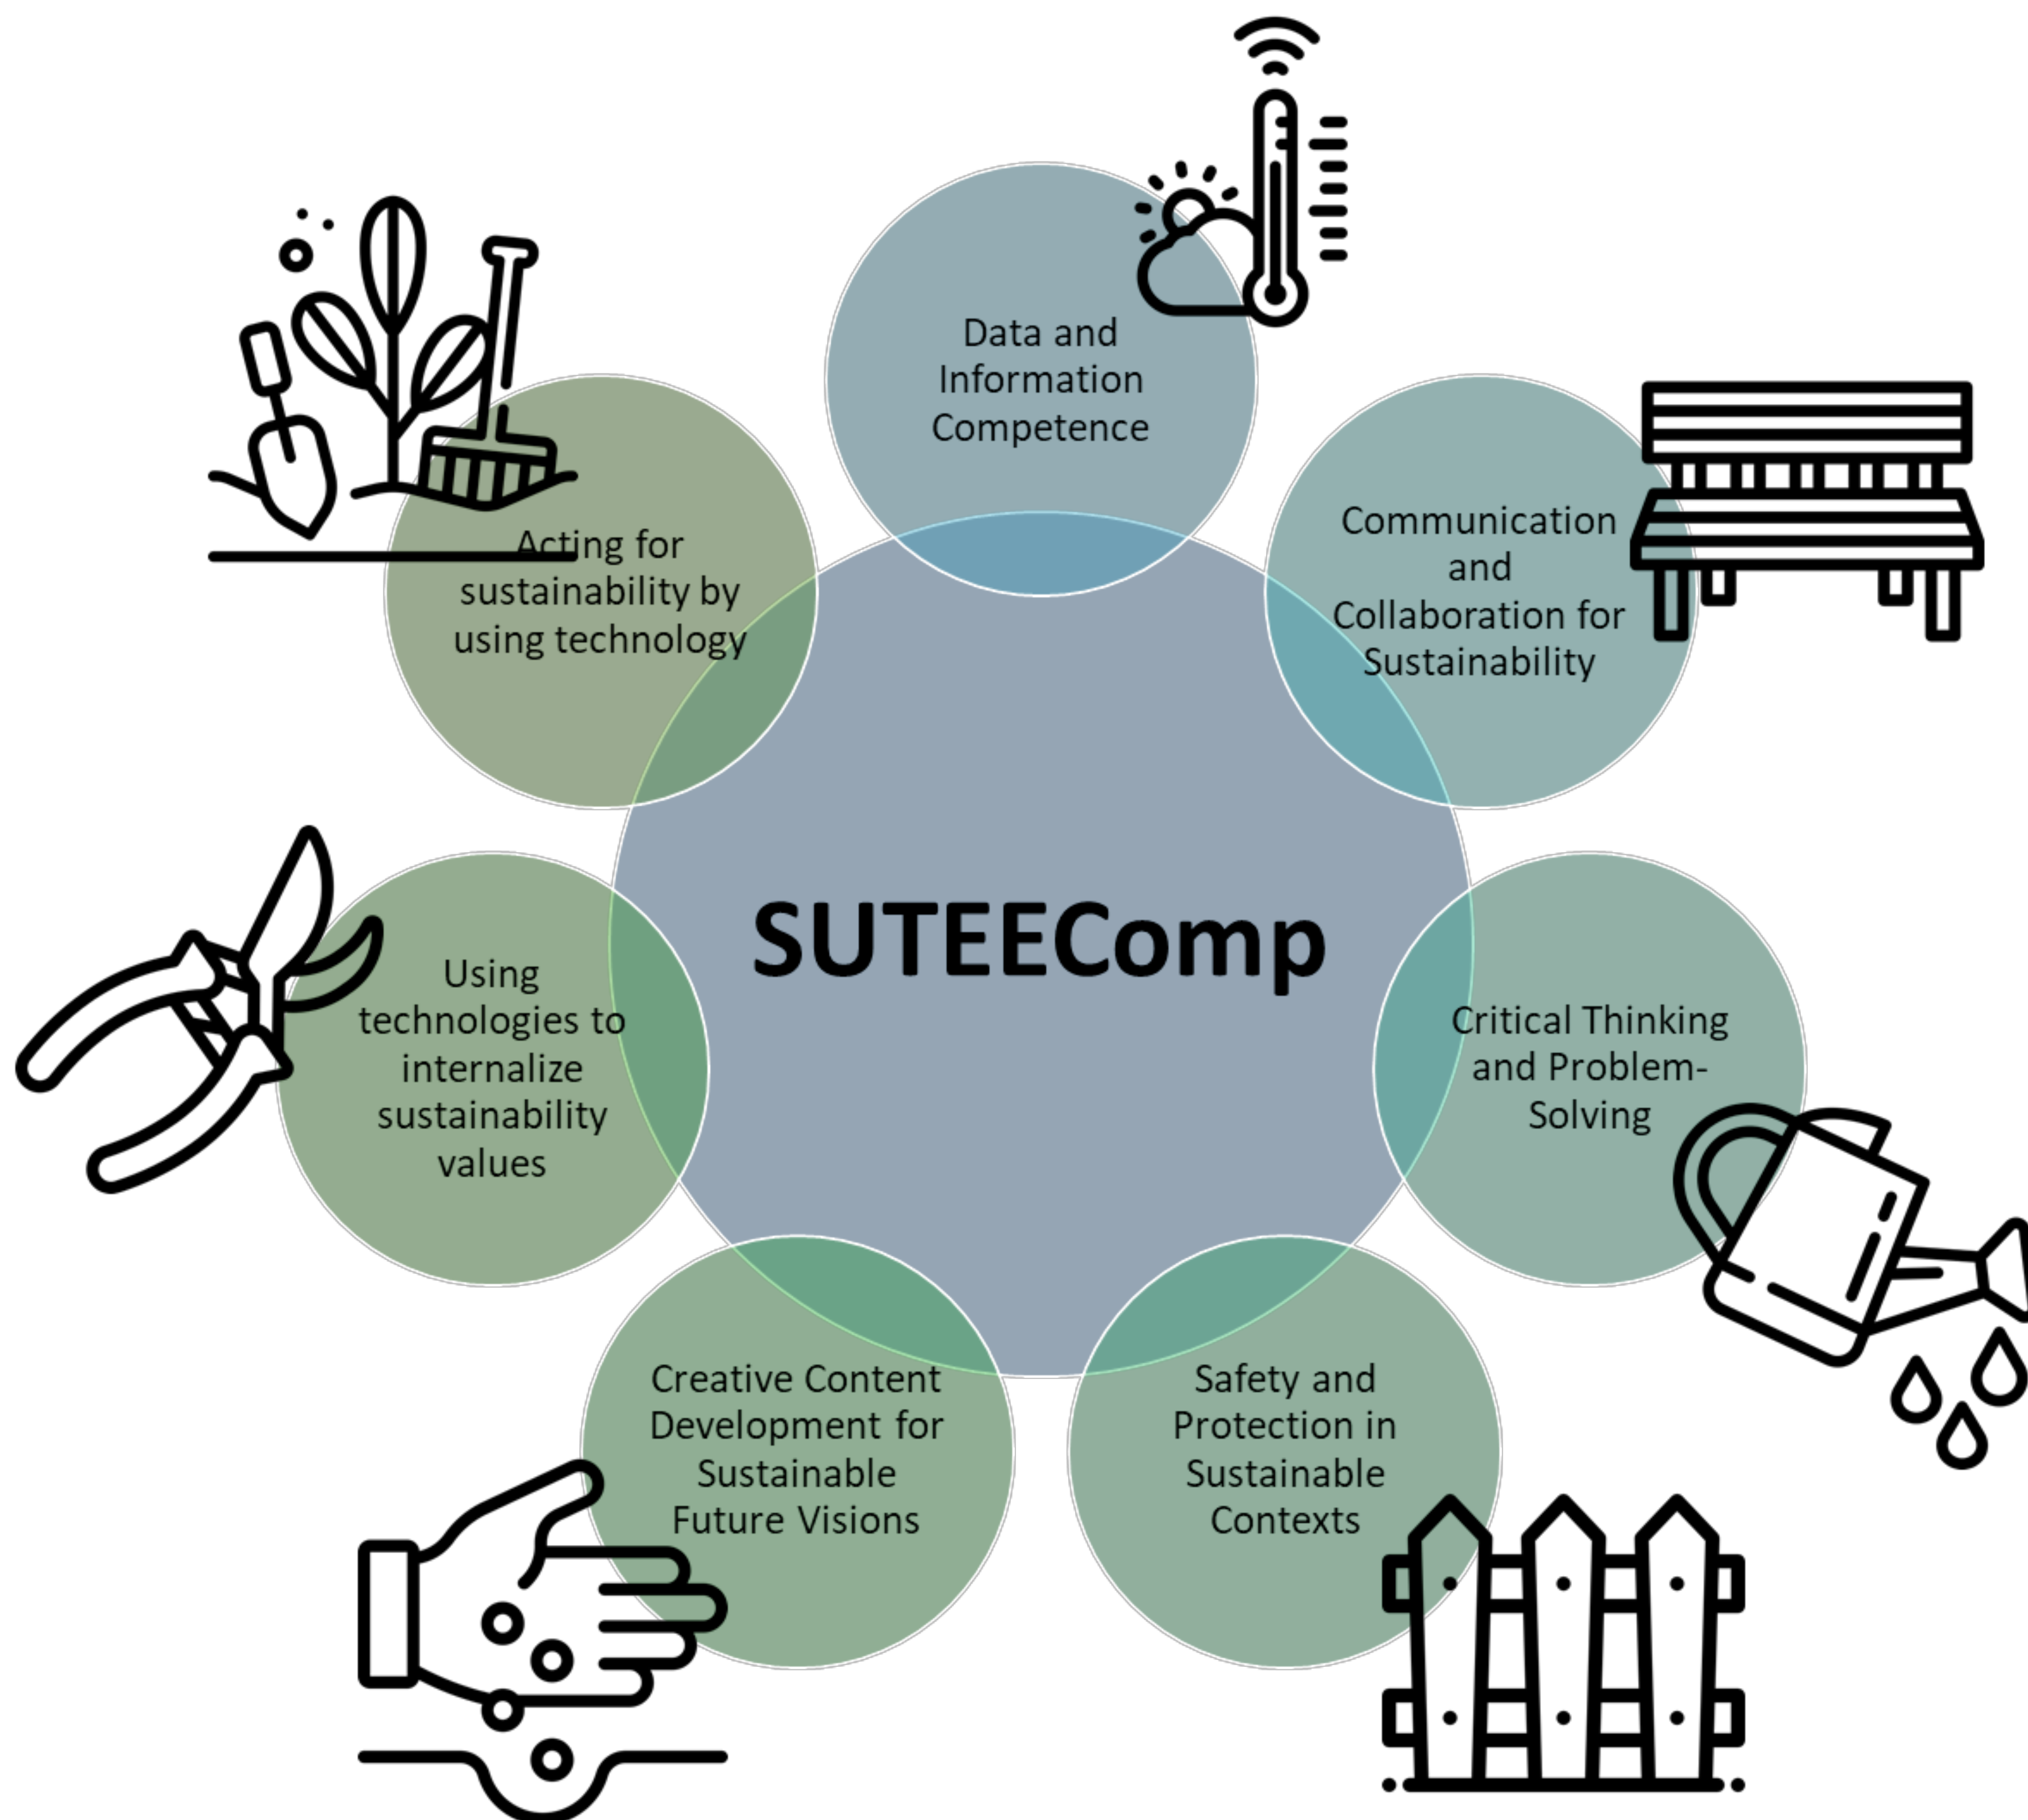 Data and
Information
Competence
Communication
and
Collaboration for
Sustainability
Critical Thinking
and Problem-
Solving
Safety and
Protection in
Sustainable
Contexts
Creative Content
Development for
Sustainable
Future Visions
Using
technologies to
internalize
sustainability
values
Acting for
sustainability by
using technology
SUTEEComp